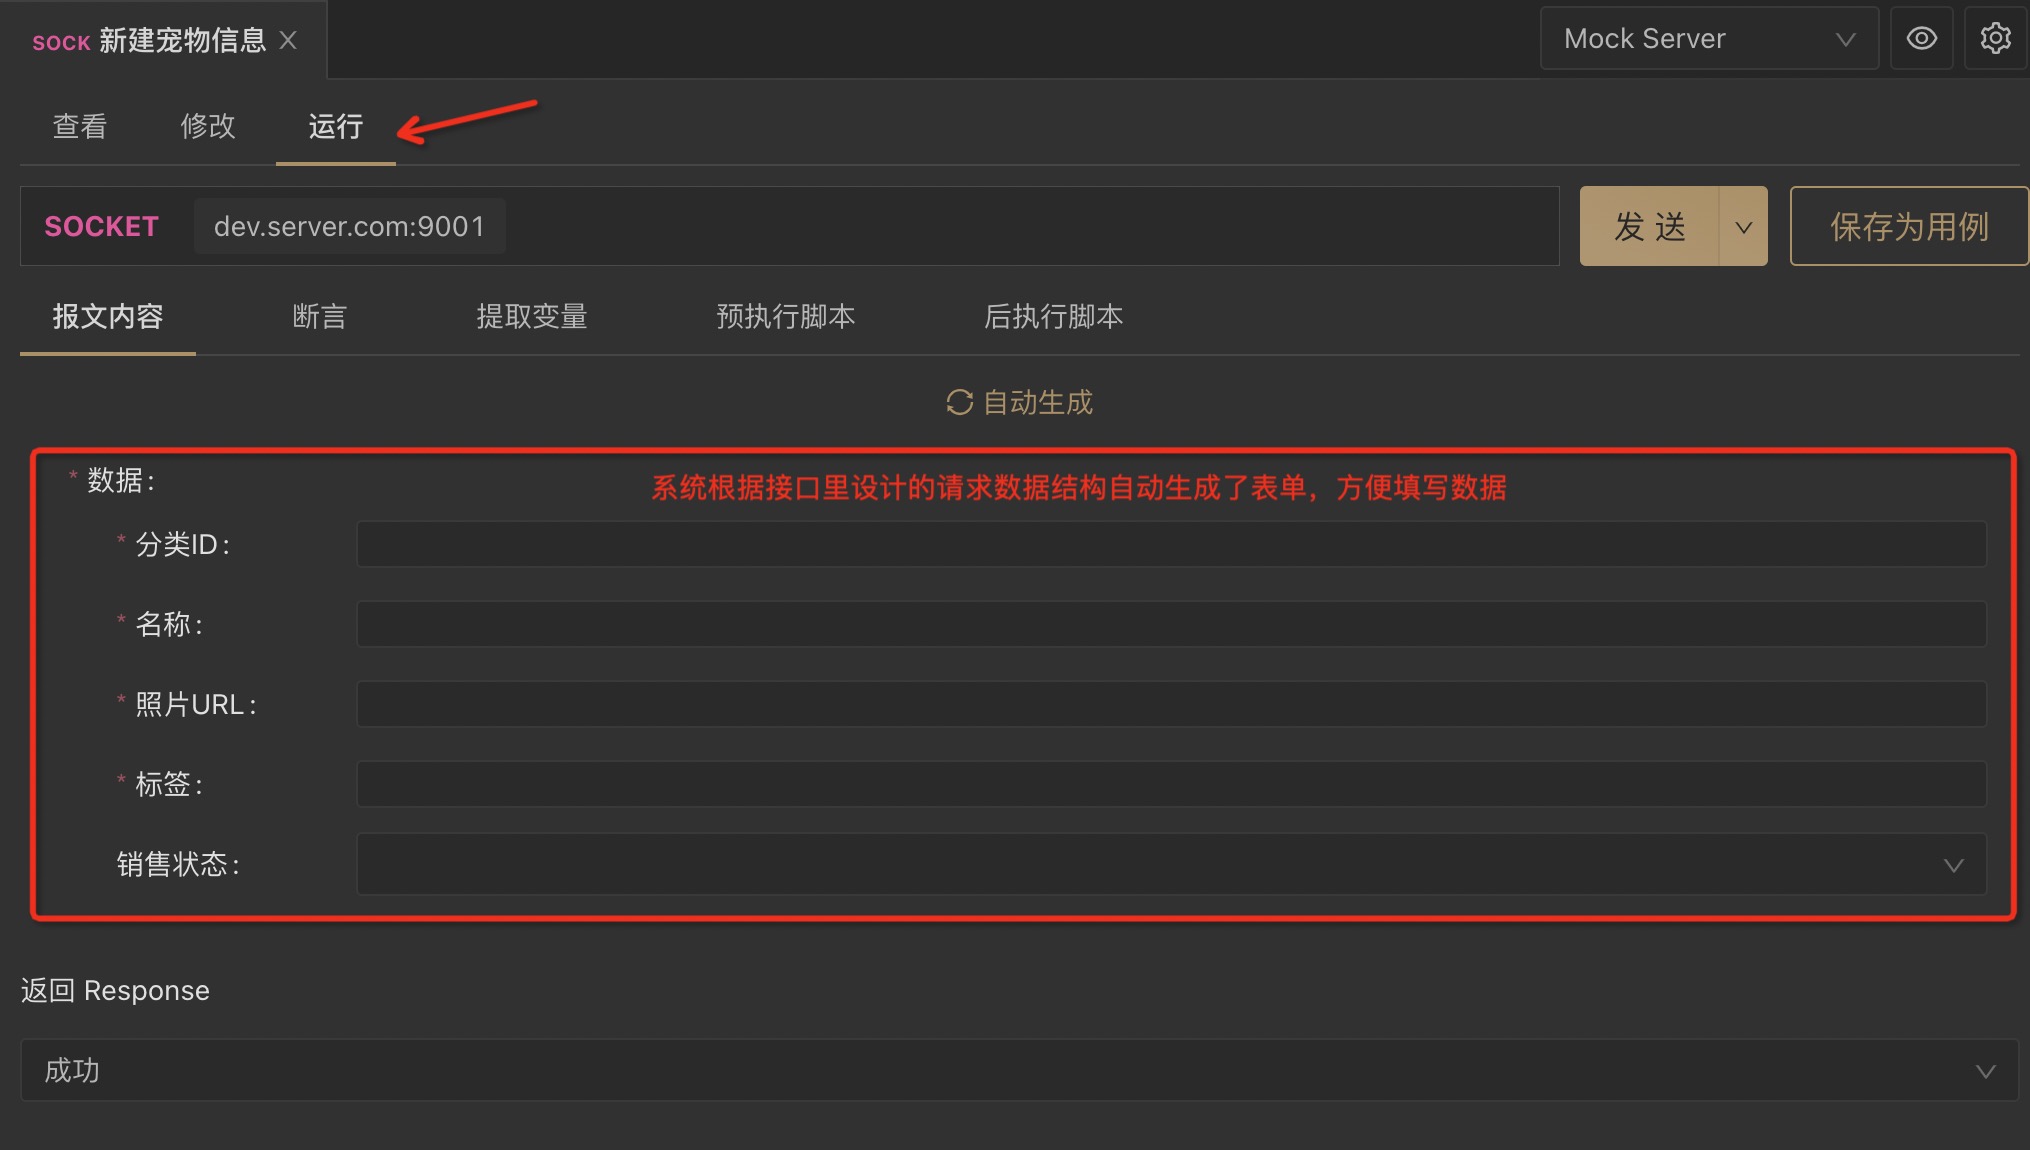 SOCK 新建宠物信息
Mock Server
查看 修改 运行
SOCKET dev.server.com:9001 发 送 保存为用例
报文内容 断言 提取变量 预执行脚本 后执行脚本
自动生成
* 数据:
系统根据接口里设计的请求数据结构自动生成了表单，方便填写数据
* 分类ID:
* 名称:
* 照片URL:
* 标签:
销售状态:
返回 Response
成功